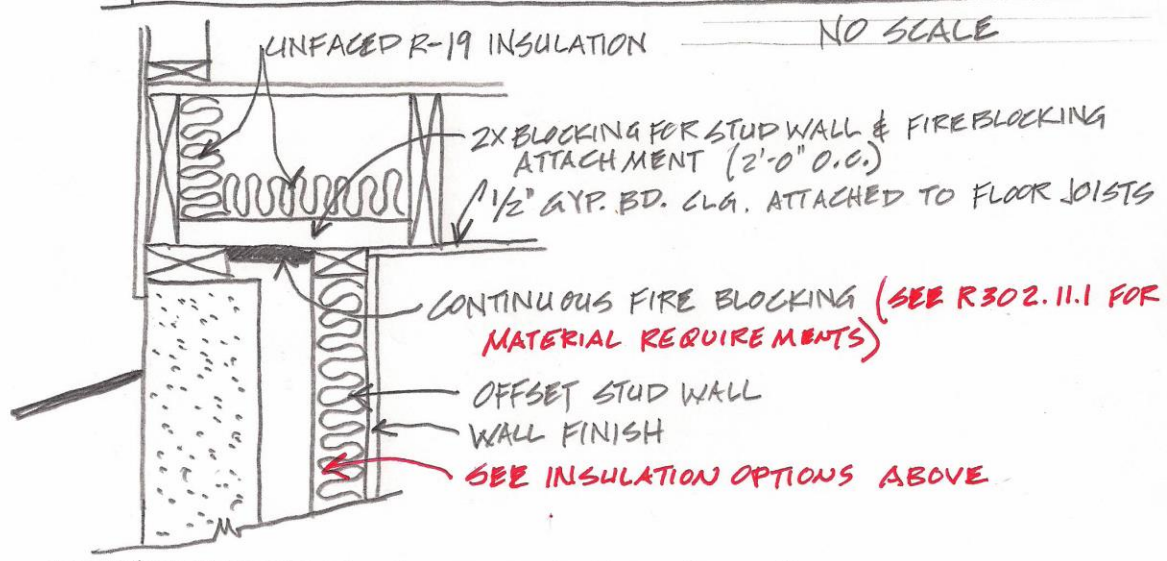 NO SCALE
UNFACED R-19 INSULATION
2X BLOCKING FOR STUD WALL & FIREBLOCKING
ATTACHMENT (2'-0" O.C.)
1/2" GYP. BD. CLG. ATTACHED TO FLOOR JOISTS
CONTINUOUS FIRE BLOCKING (SEE R302.11.1 FOR
MATERIAL REQUIREMENTS)
OFFSET STUD WALL
WALL FINISH
SEE INSULATION OPTIONS ABOVE